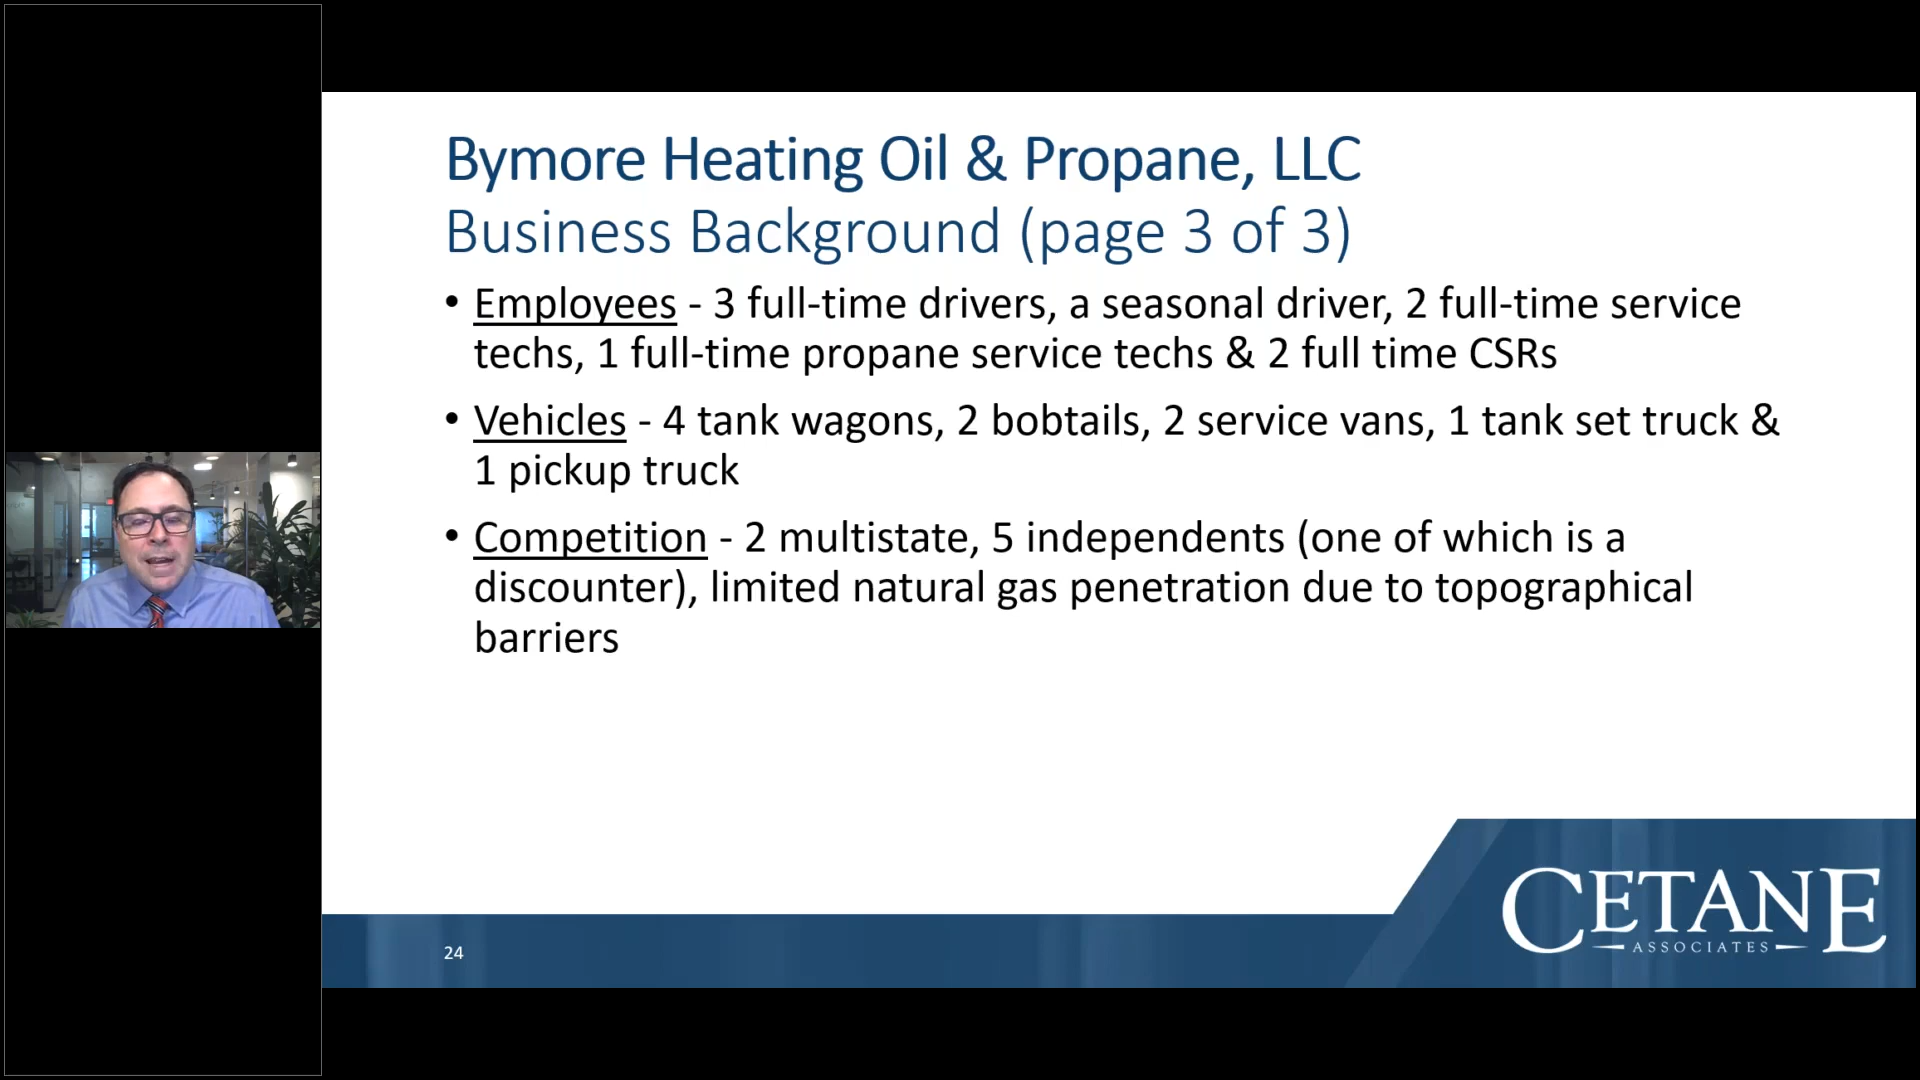 Bymore Heating Oil & Propane, LLC
Business Background (page 3 of 3)
• Employees - 3 full-time drivers, a seasonal driver, 2 full-time service
techs, 1 full-time propane service techs & 2 full time CSRs
• Vehicles - 4 tank wagons, 2 bobtails, 2 service vans, 1 tank set truck &
1 pickup truck
• Competition - 2 multistate, 5 independents (one of which is a
discounter), limited natural gas penetration due to topographical
barriers
24
CETANE
ASSOCIATES